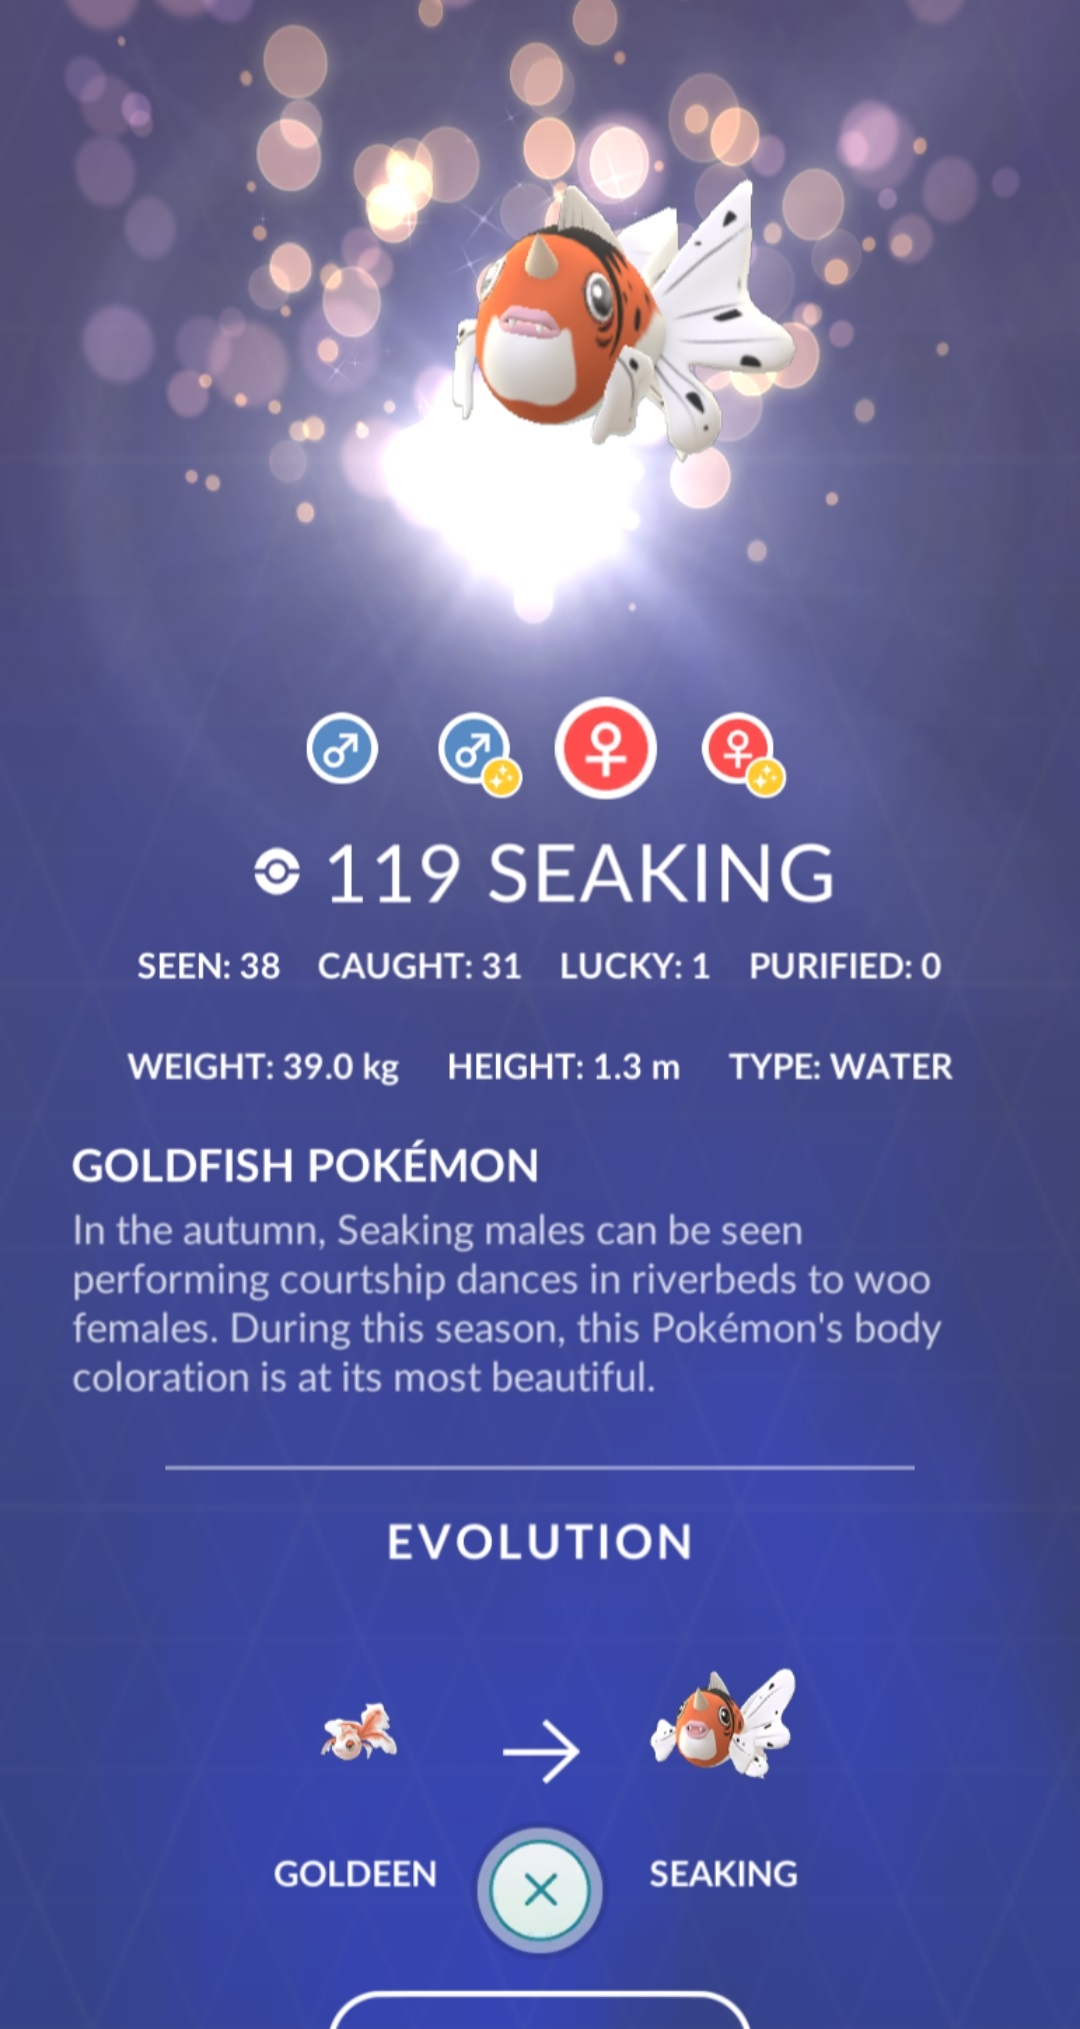 119 SEAKING
SEEN: 38 CAUGHT: 31 LUCKY: 1 PURIFIED: 0
WEIGHT: 39.0 kg HEIGHT: 1.3 m TYPE: WATER
GOLDFISH POKÉMON
In the autumn, Seaking males can be seen
performing courtship dances in riverbeds to woo
females. During this season, this Pokémon's body
coloration is at its most beautiful.
EVOLUTION
GOLDEEN SEAKING